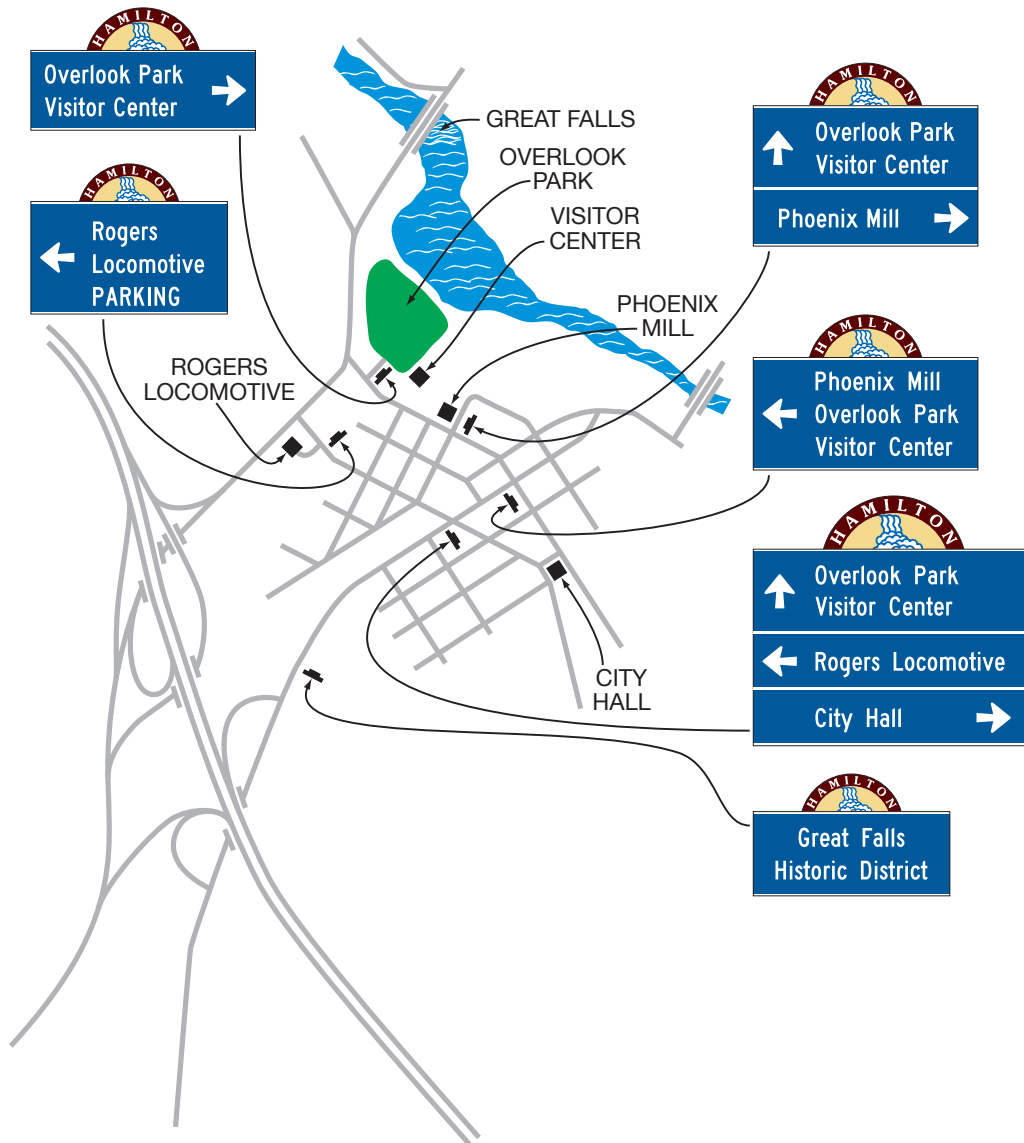 HAMILTON
Overlook Park
Visitor Center
HAMILTON
Rogers
Locomotive
PARKING
GREAT FALLS
OVERLOOK
PARK
VISITOR
CENTER
PHOENIX
MILL
ROGERS
LOCOMOTIVE
CITY
HALL
HAMILTON
Overlook Park
Visitor Center
Phoenix Mill
HAMILTON
Phoenix Mill
Overlook Park
Visitor Center
HAMILTON
Overlook Park
Visitor Center
Rogers Locomotive
City Hall
HAMILTON
Great Falls
Historic District